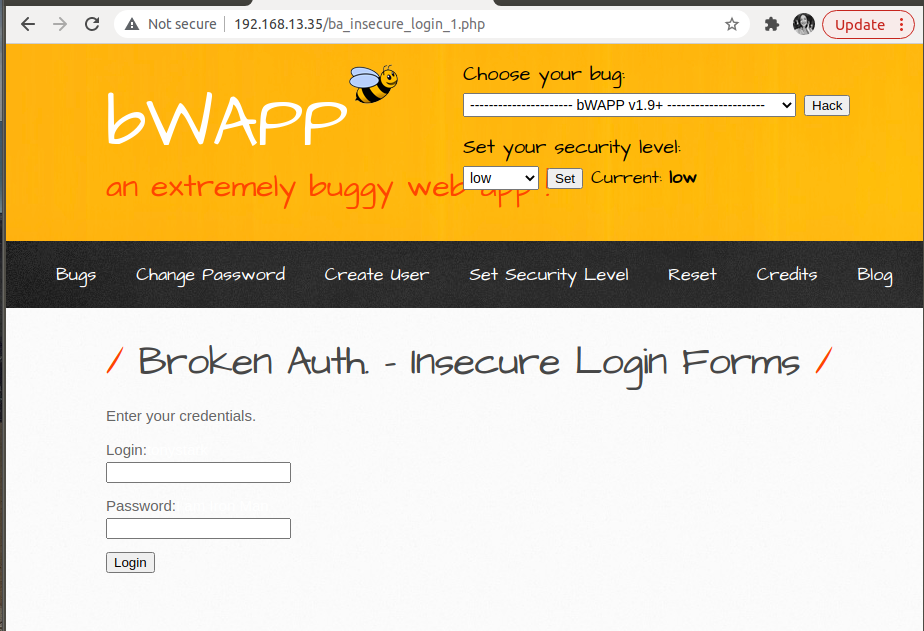 Not secure | 192.168.13.35/ba_insecure_login_1.php
Update
Choose your bug:
---------------------- bWAPP v1.9+ ---------------------
Hack
bWAPP
Set your security level:
low
Set
Current: low
an extremely buggy web app !
Bugs
Change Password
Create User
Set Security Level
Reset
Credits
Blog
/ Broken Auth. - Insecure Login Forms /
Enter your credentials.
Login:
Password:
Login